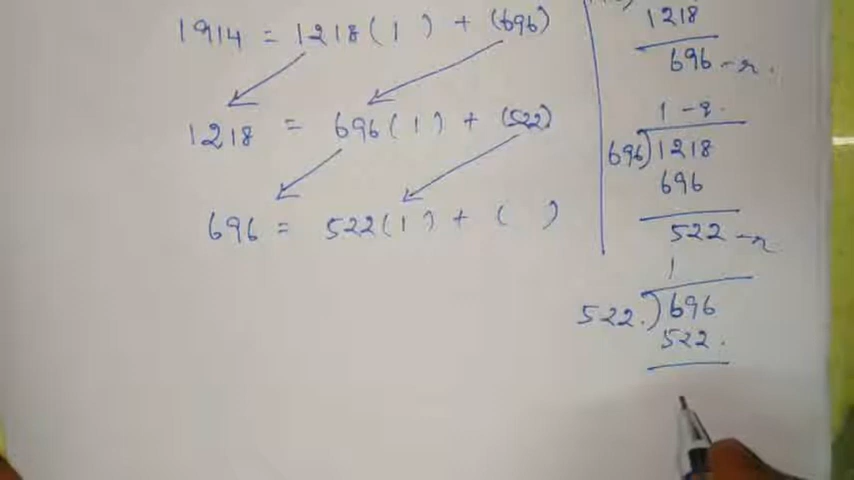 1914 = 1218 ( 1 ) + (696)
1218 = 696 ( 1 ) + (522)
696 = 522 ( 1 ) + ( )
1218
696 - r .
1 - q .
696) 1218
696
522 - r
1
522 . ) 696
522 .